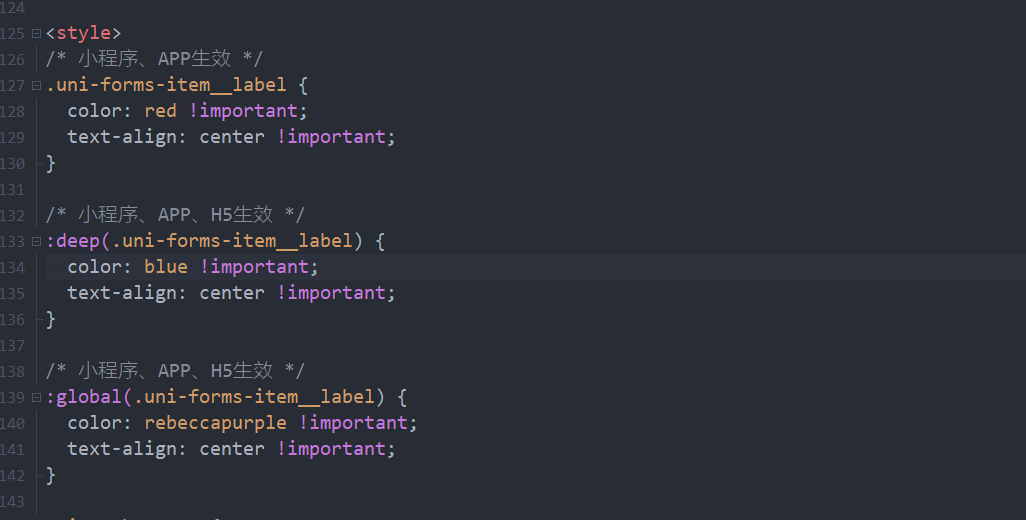 124
125 <style>
126 /* 小程序、APP生效 */
127 .uni-forms-item__label {
128 color: red !important;
129 text-align: center !important;
130 }
131
132 /* 小程序、APP、H5生效 */
133 :deep(.uni-forms-item__label) {
134 color: blue !important;
135 text-align: center !important;
136 }
137
138 /* 小程序、APP、H5生效 */
139 :global(.uni-forms-item__label) {
140 color: rebeccapurple !important;
141 text-align: center !important;
142 }
143